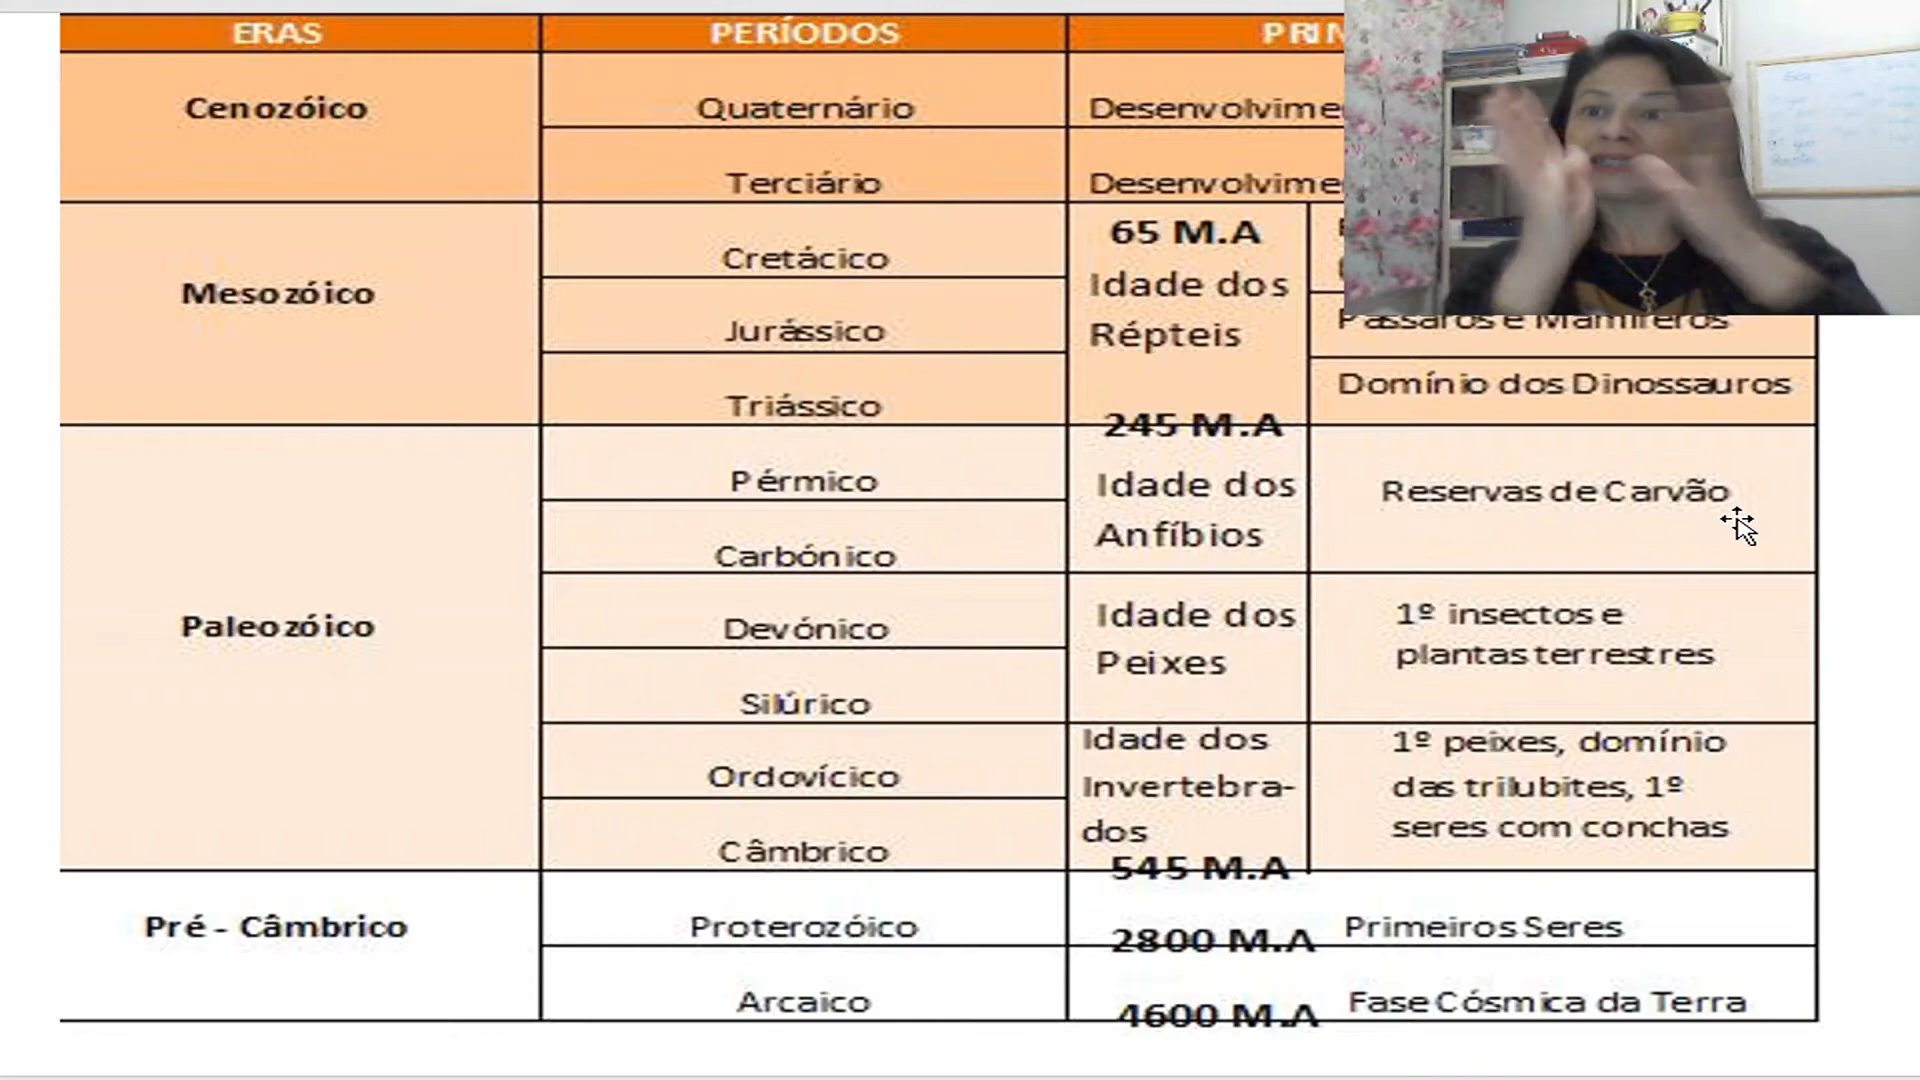 ERAS
PERÍODOS
Cenozóico
Quaternário
Terciário
Mesozóico
Cretácico
65 M.A
Idade dos
Répteis
Jurássico
Pássaros e Mamíferos
Triássico
Domínio dos Dinossauros
245 M.A
Paleozóico
Pérmico
Idade dos
Anfíbios
Reservas de Carvão
Carbónico
Devónico
Idade dos
Peixes
1º insectos e
plantas terrestres
Silúrico
Ordovícico
Idade dos
Invertebra-
dos
1º peixes, domínio
das trilubites, 1º
seres com conchas
Câmbrico
545 M.A
Pré - Câmbrico
Proterozóico
2800 M.A
Primeiros Seres
Arcaico
4600 M.A
Fase Cósmica da Terra